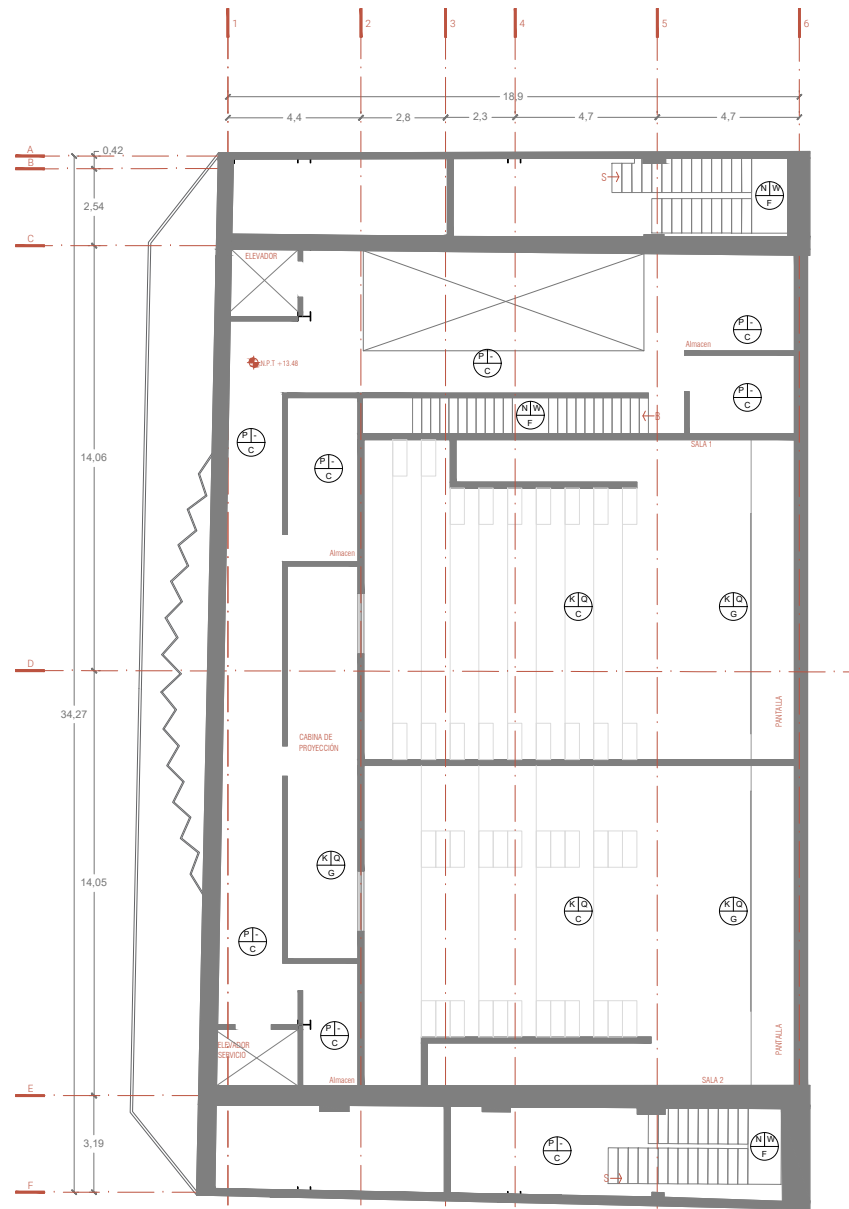 1 2 3 4 5 6
18,9
4,4 2,8 2,3 4,7 4,7
A
0,42
B
S
N W
F
2,54
C
ELEVADOR
P -
C
Almacen
N.P.T +13.48
P -
C
P -
C
N W
F
B
P -
C
SALA 1
14,06
P -
C
Almacen
K Q
C
K Q
G
D
34,27
PANTALLA
CABINA DE
PROYECCIÓN
K Q
G
14,05
K Q
C
K Q
G
P -
C
PANTALLA
P -
C
ELEVADOR
SERVICIO
Almacen
SALA 2
E
3,19
P -
C
N W
F
S
F